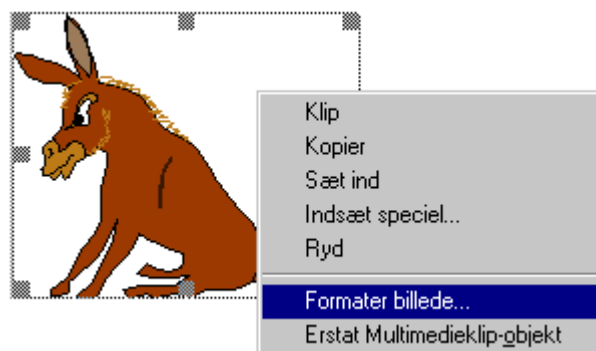 Klip
Kopier
Sæt ind
Indsæt speciel...
Ryd
Formater billede...
Erstat Multimedieklip-objekt